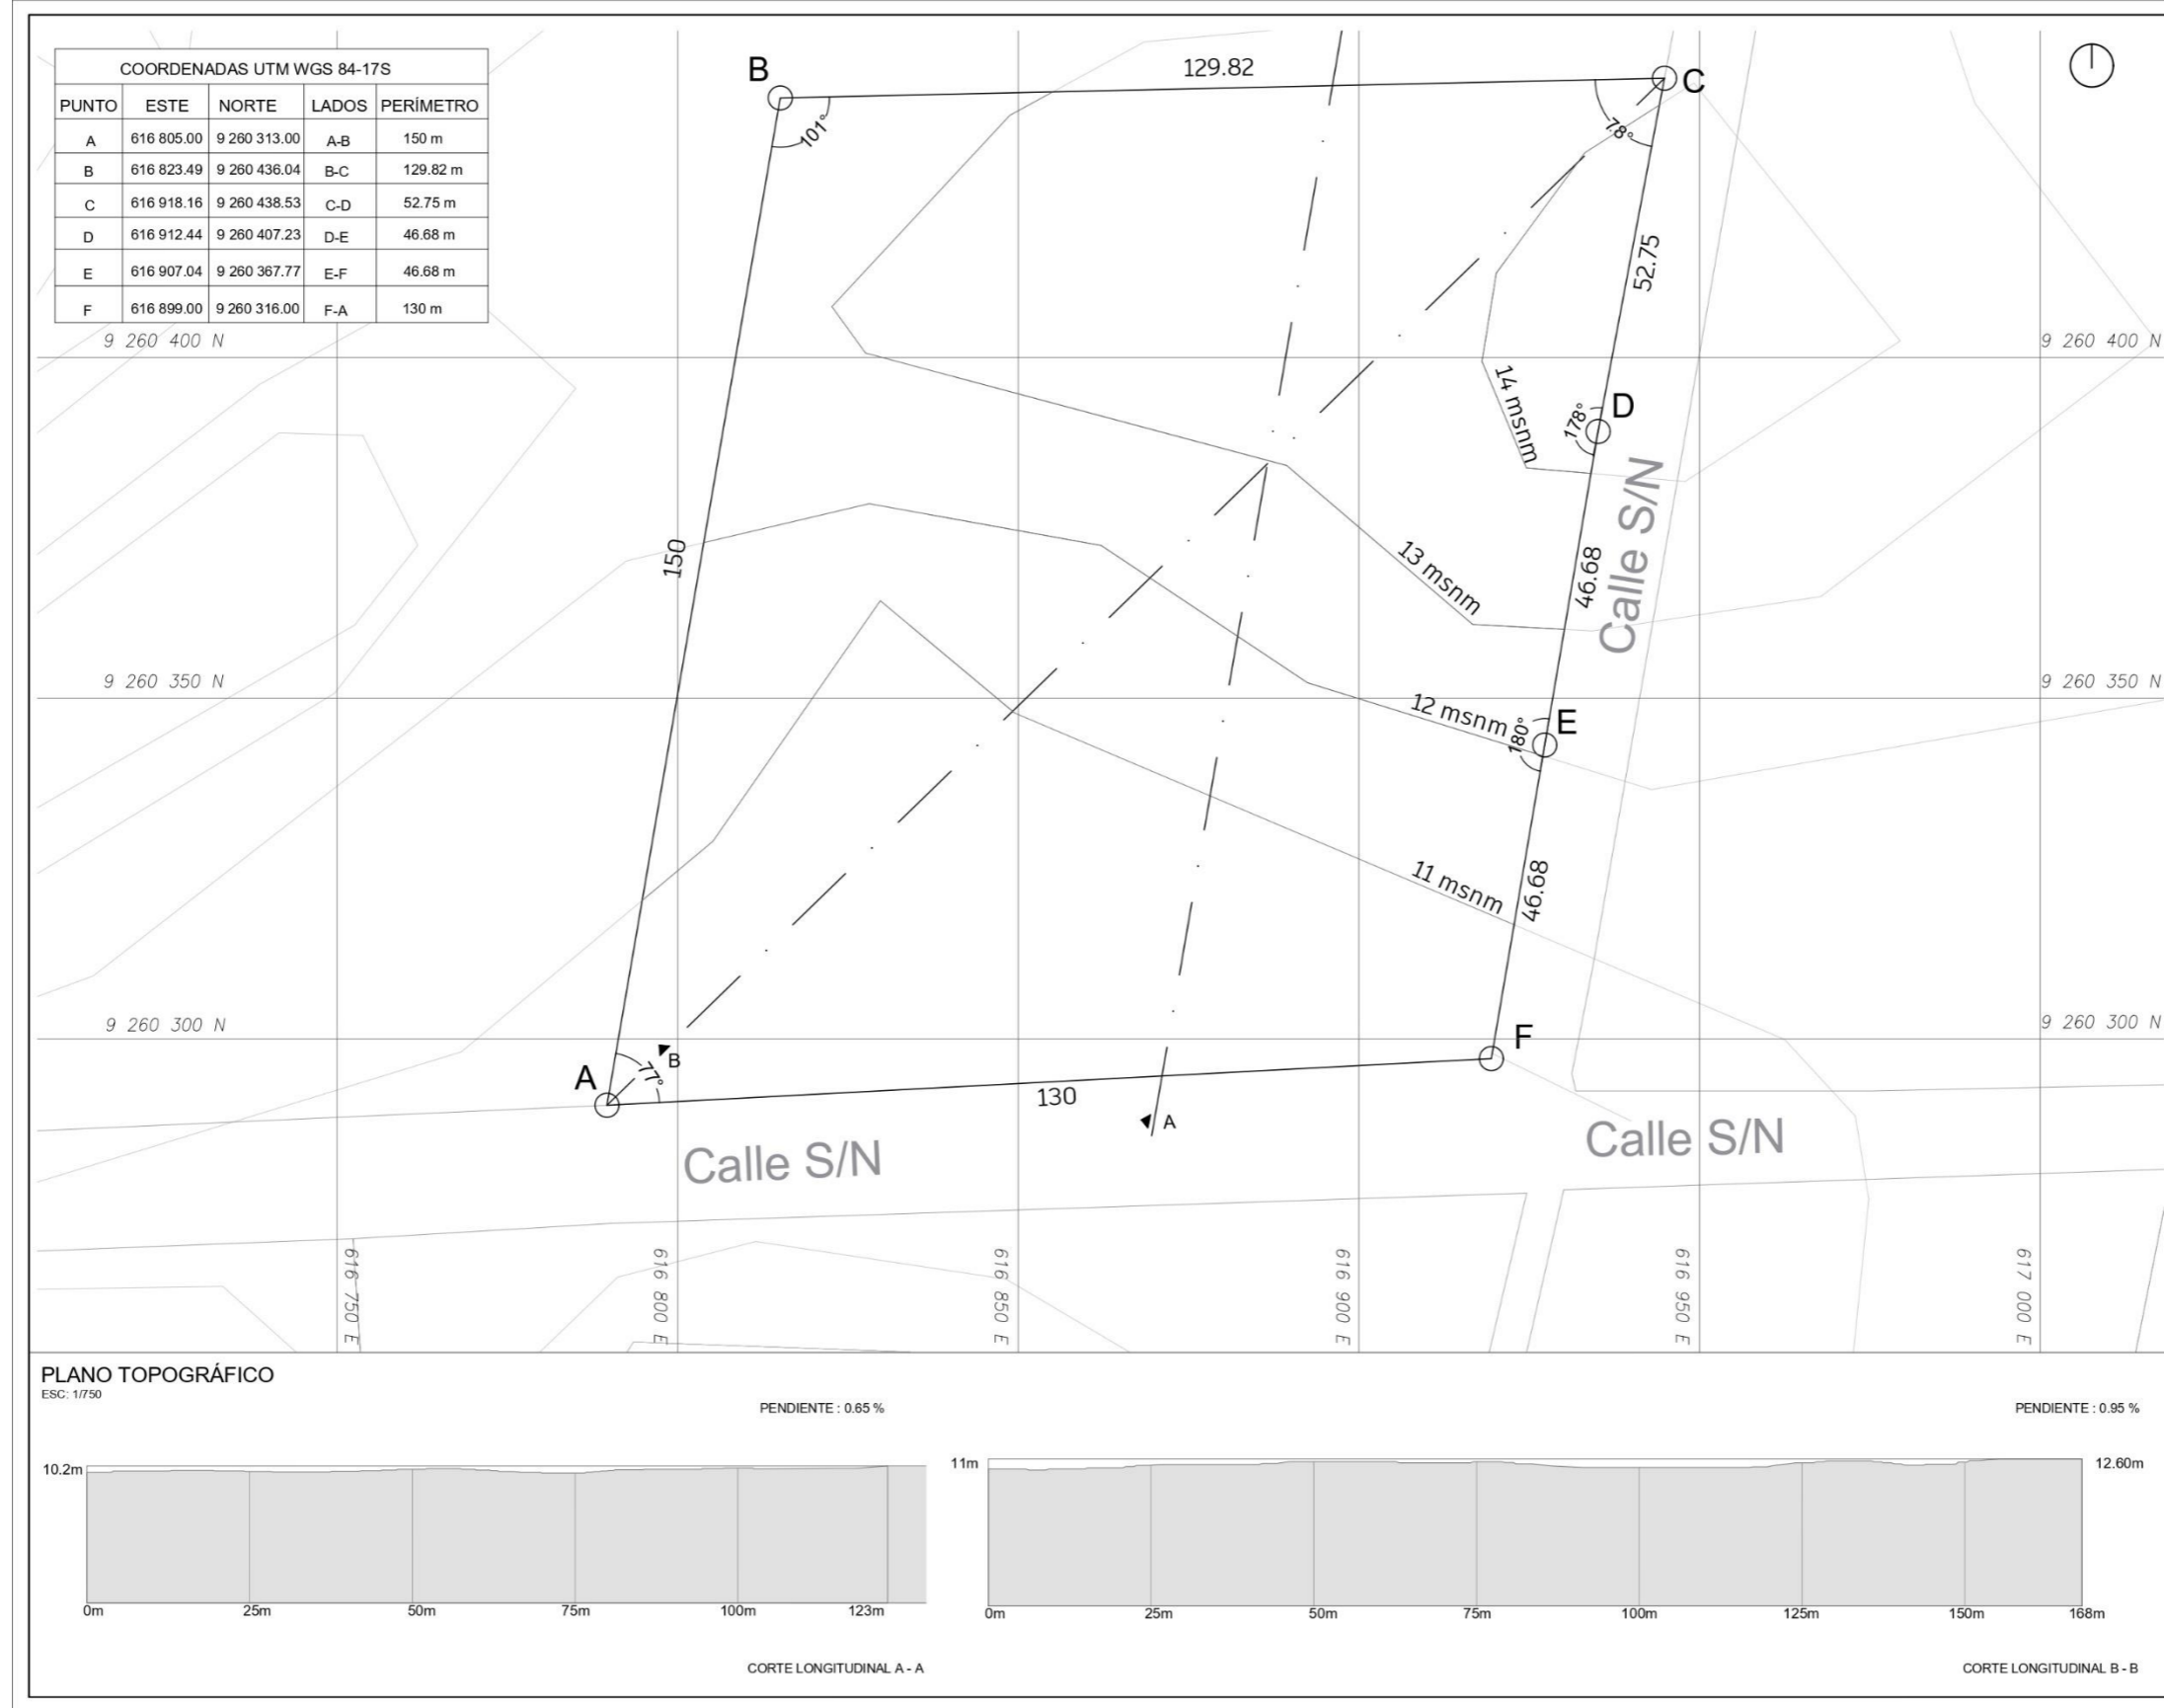 COORDENADAS UTM WGS 84-17S
PUNTO ESTE NORTE LADOS PERÍMETRO
A 616 805.00 9 260 313.00 A-B 150 m
B 616 823.49 9 260 436.04 B-C 129.82 m
C 616 918.16 9 260 438.53 C-D 52.75 m
D 616 912.44 9 260 407.23 D-E 46.68 m
E 616 907.04 9 260 367.77 E-F 46.68 m
F 616 899.00 9 260 316.00 F-A 130 m
B
129.82
C
101°
78°
52.75
9 260 400 N
9 260 400 N
14 msnm
178°
D
Calle S/N
150
13 msnm
46.68
9 260 350 N
9 260 350 N
12 msnm
180°
E
11 msnm
46.68
9 260 300 N
9 260 300 N
F
A
77°
B
130
A
Calle S/N
Calle S/N
616 750 E
616 800 E
616 850 E
616 900 E
616 950 E
617 000 E
PLANO TOPOGRÁFICO
ESC: 1/750
PENDIENTE : 0.65 %
PENDIENTE : 0.95 %
10.2m
11m
12.60m
0m 25m 50m 75m 100m 123m
0m 25m 50m 75m 100m 125m 150m 168m
CORTE LONGITUDINAL A - A
CORTE LONGITUDINAL B - B